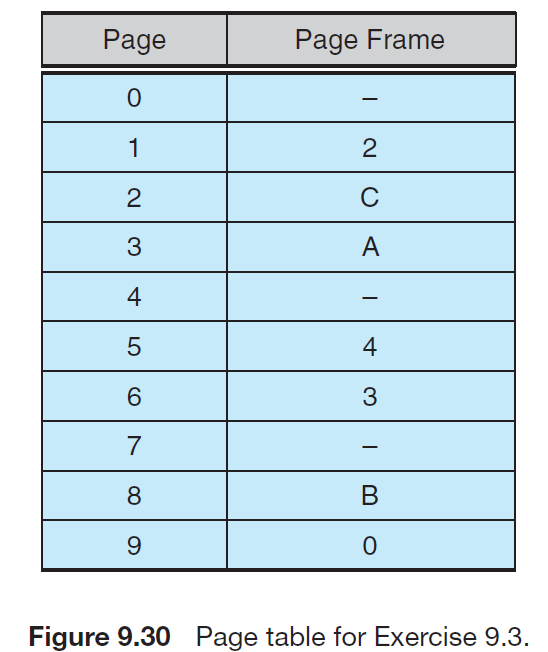 Page Page Frame
0 –
1 2
2 C
3 A
4 –
5 4
6 3
7 –
8 B
9 0
Figure 9.30 Page table for Exercise 9.3.